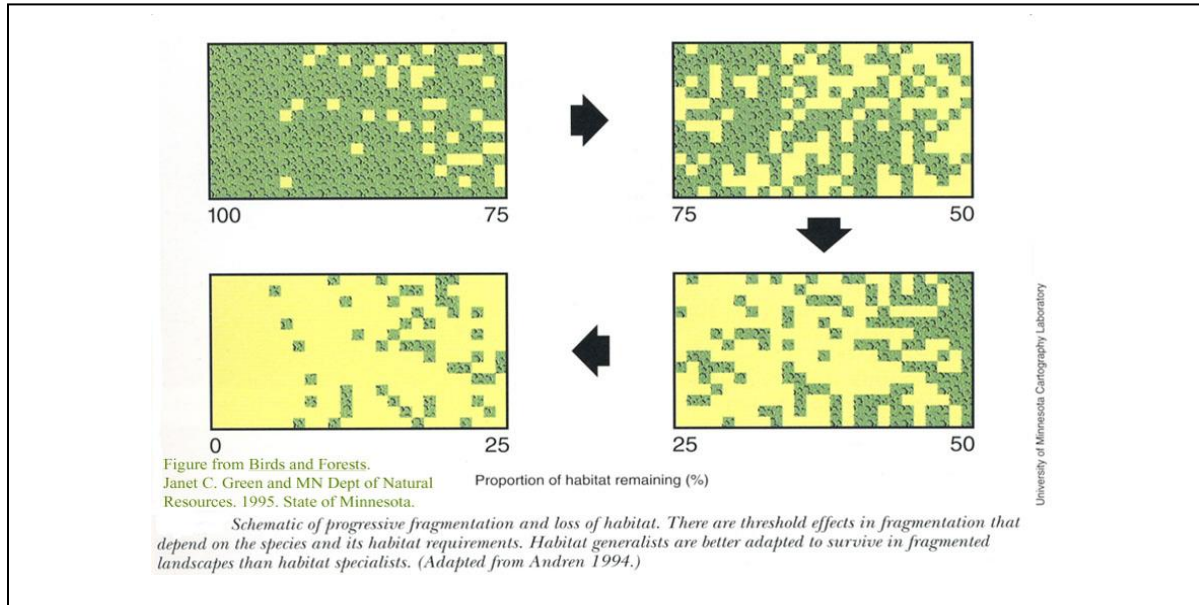 100 75
75 50
0 25
25 50
Proportion of habitat remaining (%)
University of Minnesota Cartography Laboratory
Figure from Birds and Forests.
Janet C. Green and MN Dept of Natural
Resources. 1995. State of Minnesota.
Schematic of progressive fragmentation and loss of habitat. There are threshold effects in fragmentation that
depend on the species and its habitat requirements. Habitat generalists are better adapted to survive in fragmented
landscapes than habitat specialists. (Adapted from Andren 1994.)